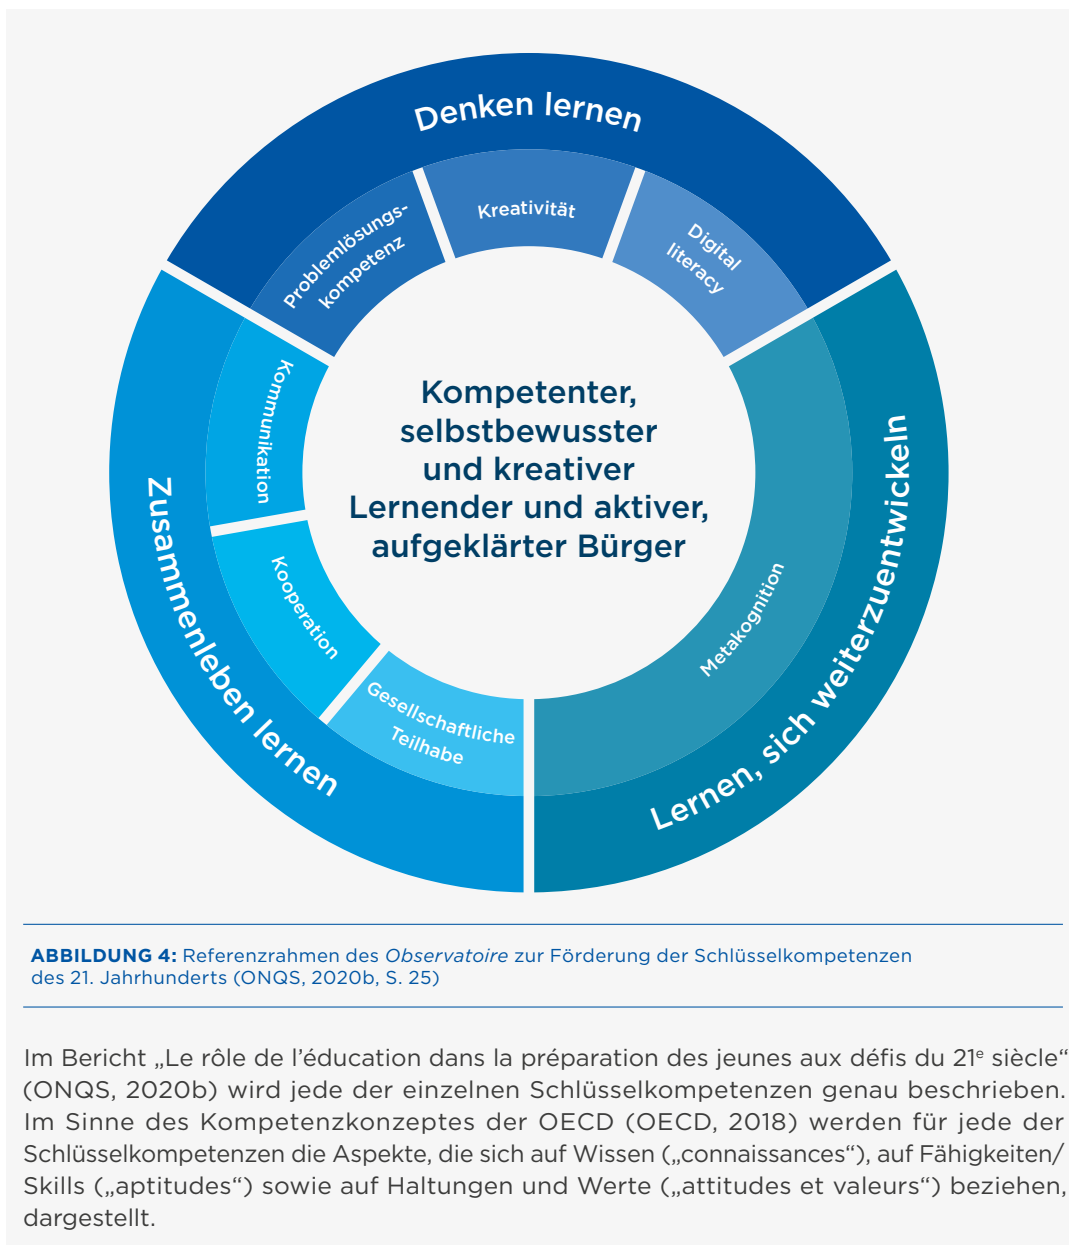 Denken lernen
Problemlösungs-
kompetenz
Kreativität
Digital
literacy
Kommunikation
Kooperation
Gesellschaftliche
Teilhabe
Zusammenleben lernen
Metakognition
Lernen, sich weiterzuentwickeln
Kompetenter,
selbstbewusster
und kreativer
Lernender und aktiver,
aufgeklärter Bürger
ABBILDUNG 4: Referenzrahmen des Observatoire zur Förderung der Schlüsselkompetenzen
des 21. Jahrhunderts (ONQS, 2020b, S. 25)
Im Bericht „Le rôle de l’éducation dans la préparation des jeunes aux défis du 21e siècle“
(ONQS, 2020b) wird jede der einzelnen Schlüsselkompetenzen genau beschrieben.
Im Sinne des Kompetenzkonzeptes der OECD (OECD, 2018) werden für jede der
Schlüsselkompetenzen die Aspekte, die sich auf Wissen („connaissances“), auf Fähigkeiten/
Skills („aptitudes“) sowie auf Haltungen und Werte („attitudes et valeurs“) beziehen,
dargestellt.